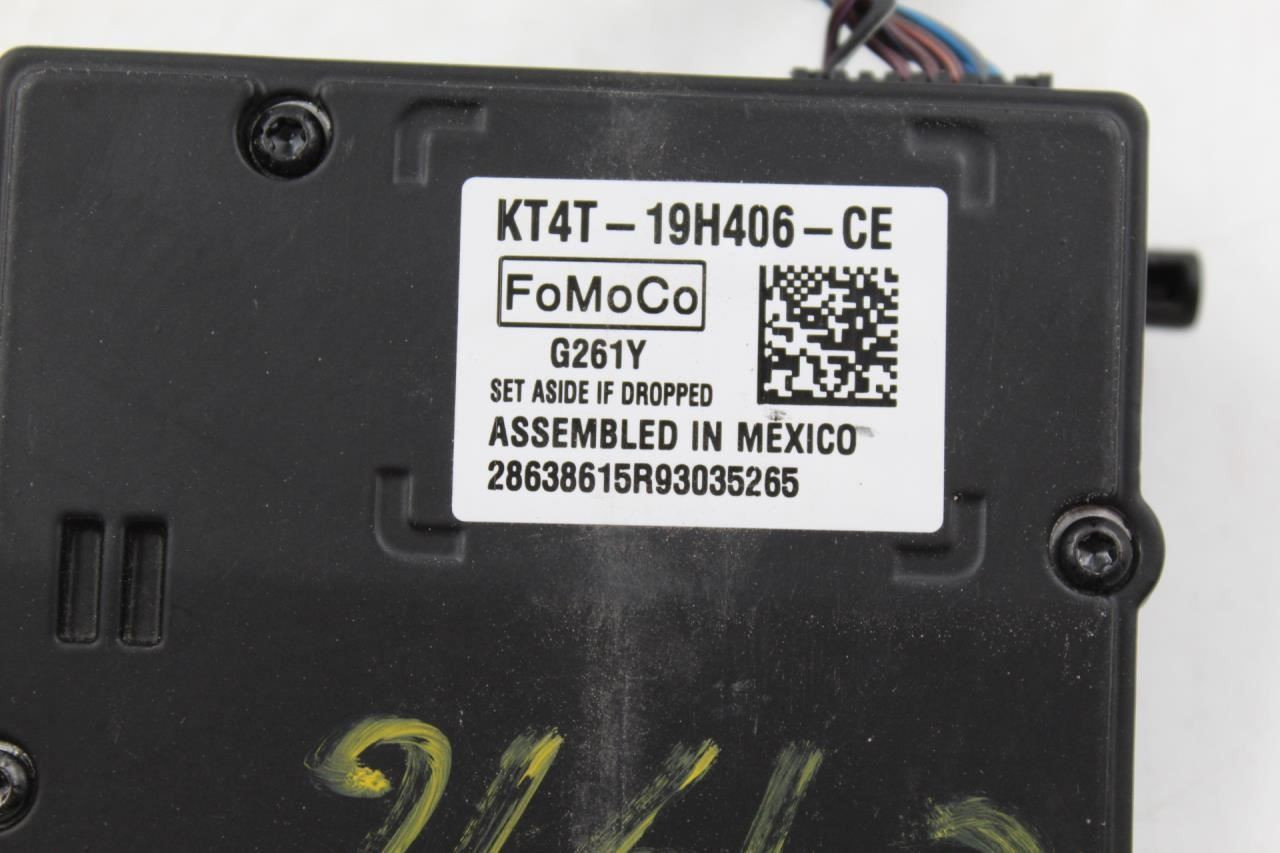 KT4T-19H406-CE
FoMoCo
G261Y
SET ASIDE IF DROPPED
ASSEMBLED IN MEXICO
28638615R93035265